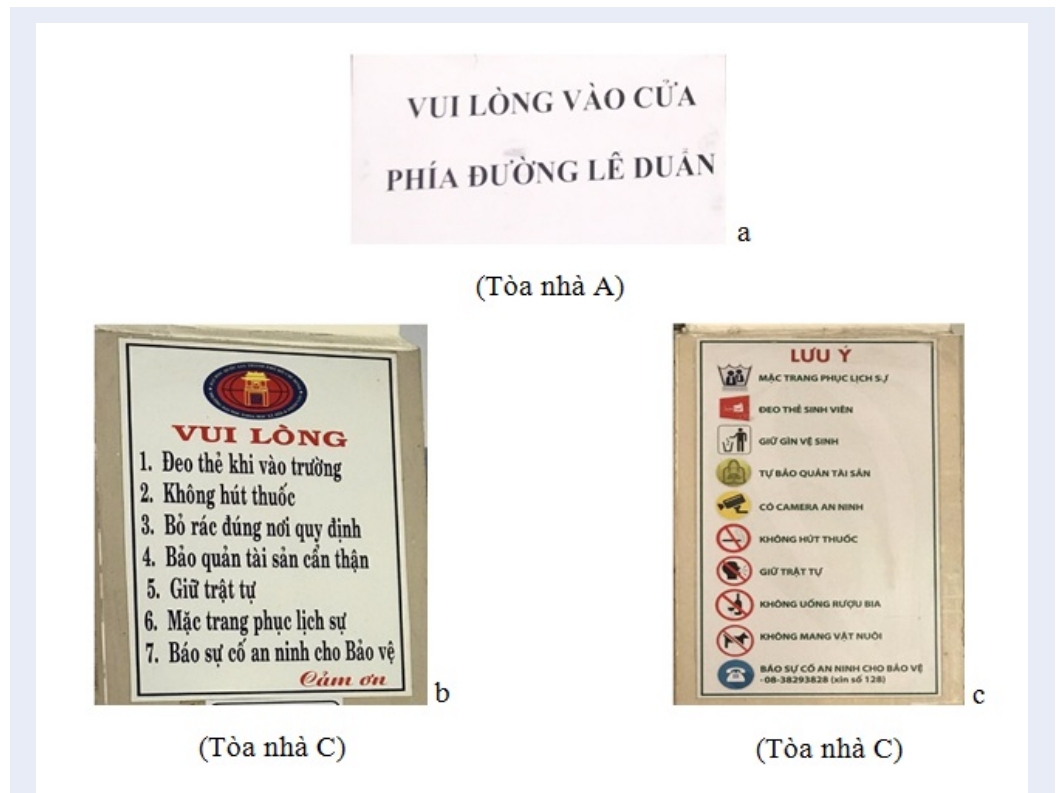 VUI LÒNG VÀO CỬA
PHÍA ĐƯỜNG LÊ DUẨN
a
(Tòa nhà A)
VUI LÒNG
1. Đeo thẻ khi vào trường
2. Không hút thuốc
3. Bỏ rác đúng nơi quy định
4. Bảo quản tài sản cẩn thận
5. Giữ trật tự
6. Mặc trang phục lịch sự
7. Báo sự cố an ninh cho Bảo vệ
Cảm ơn
b
(Tòa nhà C)
LƯU Ý
MẶC TRANG PHỤC LỊCH SỰ
ĐEO THẺ SINH VIÊN
GIỮ GÌN VỆ SINH
TỰ BẢO QUẢN TÀI SẢN
CÓ CAMERA AN NINH
KHÔNG HÚT THUỐC
GIỮ TRẬT TỰ
KHÔNG UỐNG RƯỢU BIA
KHÔNG MANG VẬT NUÔI
BÁO SỰ CỐ AN NINH CHO BẢO VỆ
-08-38293828 (xin số 128)
c
(Tòa nhà C)